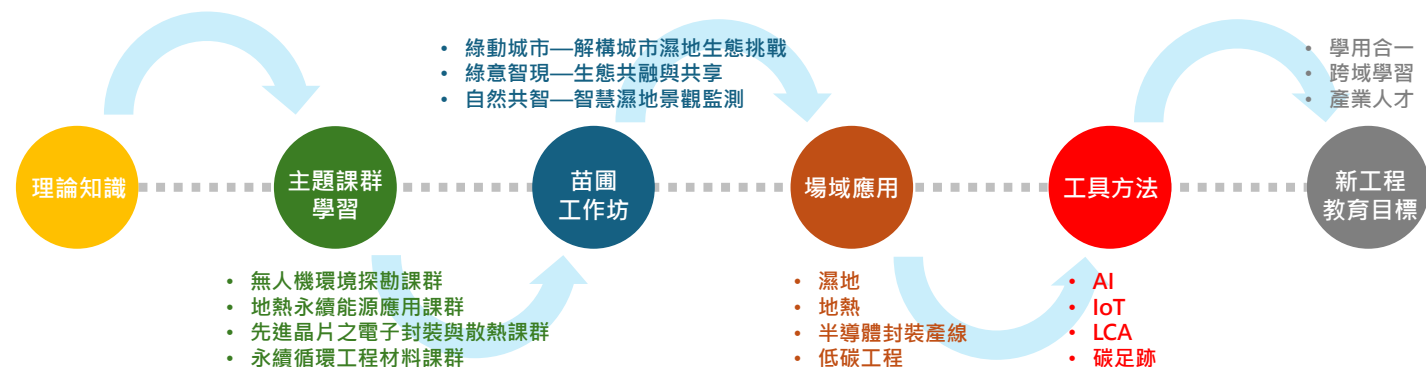 • 綠動城市—解構城市濕地生態挑戰
• 綠意智現—生態共融與共享
• 自然共智—智慧濕地景觀監測
• 學用合一
• 跨域學習
• 產業人才
理論知識
主題課群
學習
苗圃
工作坊
場域應用
工具方法
新工程
教育目標
• 無人機環境探勘課群
• 地熱永續能源應用課群
• 先進晶片之電子封裝與散熱課群
• 永續循環工程材料課群
• 濕地
• 地熱
• 半導體封裝產線
• 低碳工程
• AI
• IoT
• LCA
• 碳足跡